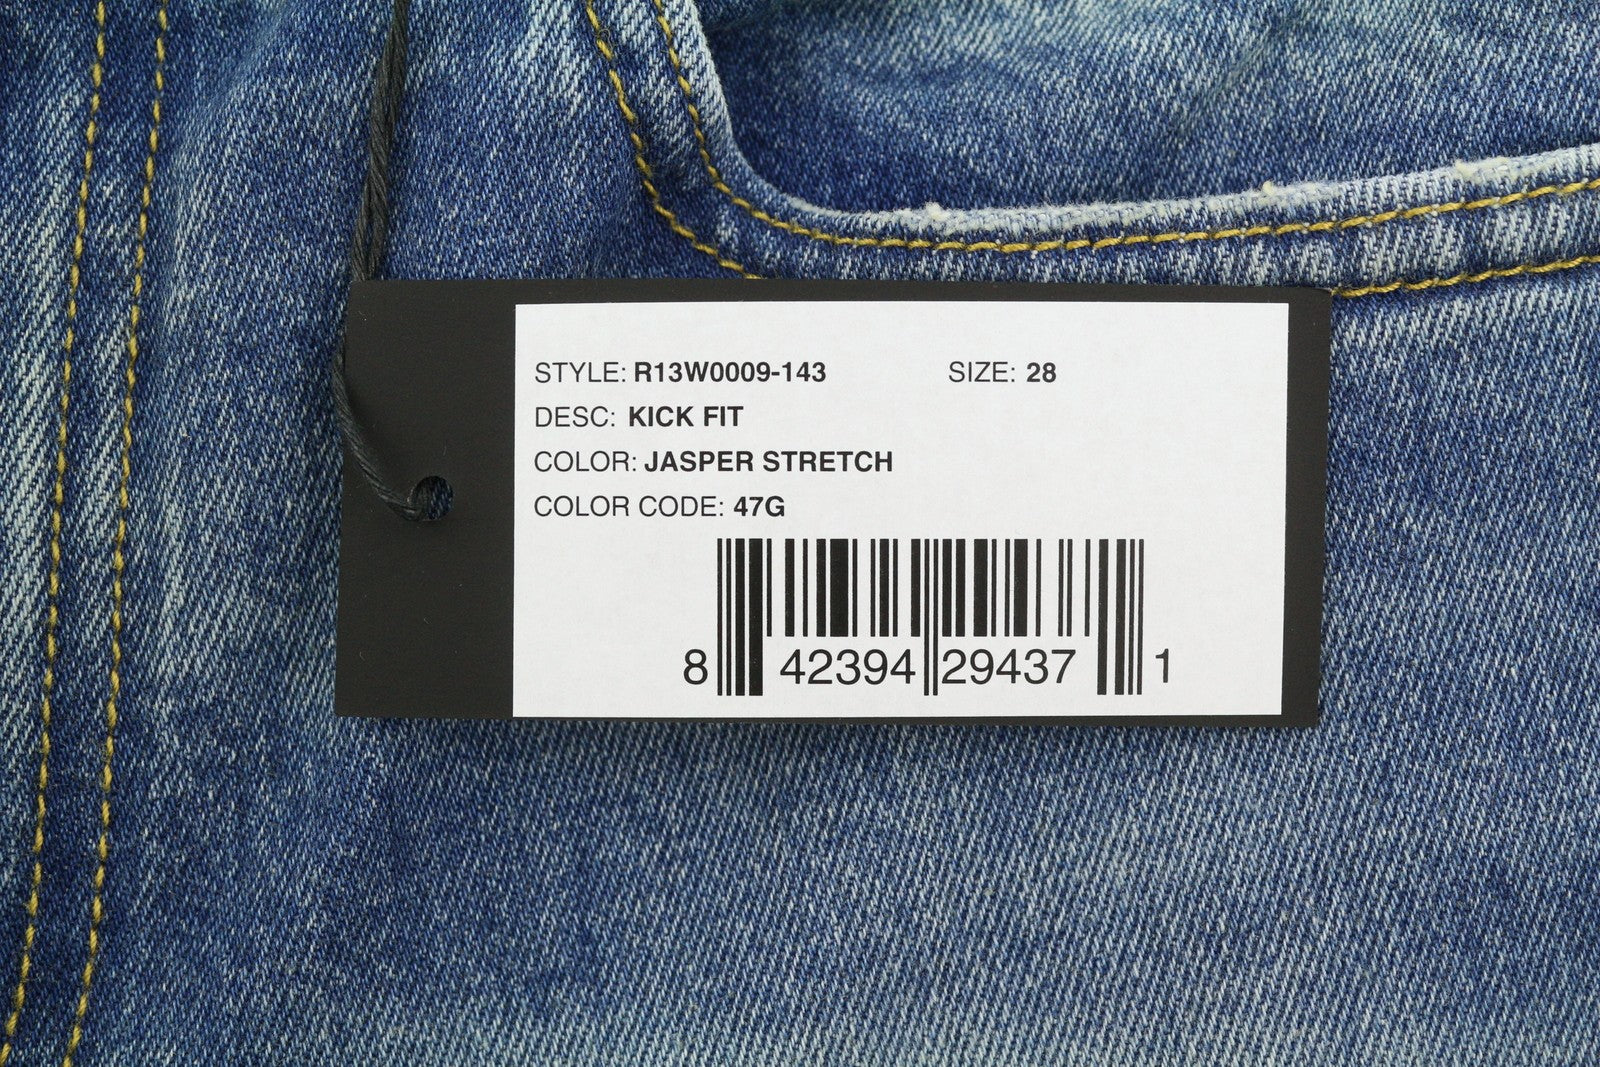 STYLE: R13W0009-143 SIZE: 28
DESC: KICK FIT
COLOR: JASPER STRETCH
COLOR CODE: 47G
8 42394 29437 1